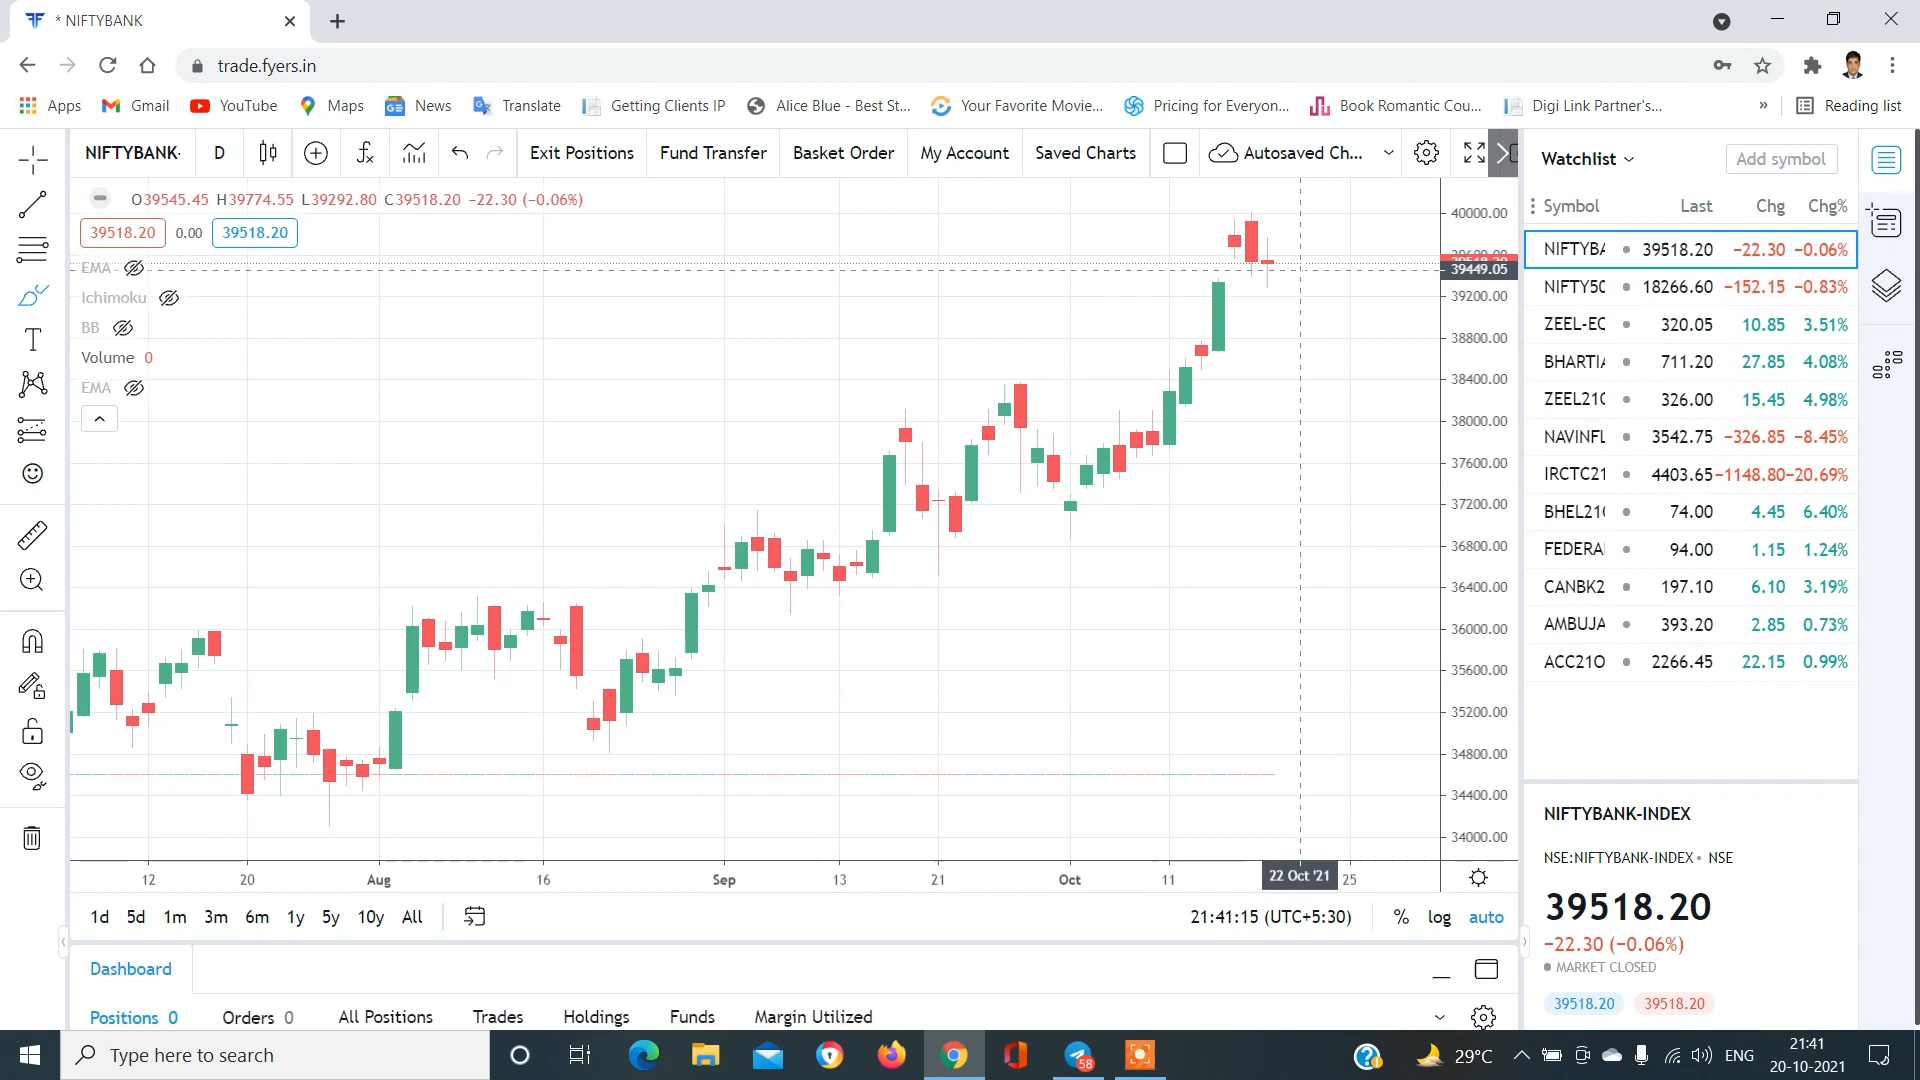 * NIFTYBANK
trade.fyers.in
Apps Gmail YouTube Maps News Translate Getting Clients IP Alice Blue - Best St... Your Favorite Movie... Pricing for Everyon... Book Romantic Cou... Digi Link Partner's... » Reading list
NIFTYBANK· D Exit Positions Fund Transfer Basket Order My Account Saved Charts Autosaved Ch...
O39545.45 H39774.55 L39292.80 C39518.20 −22.30 (−0.06%)
39518.20 0.00 39518.20
EMA
Ichimoku
BB
Volume 0
EMA
40000.00
39449.05
39200.00
38800.00
38400.00
38000.00
37600.00
37200.00
36800.00
36400.00
36000.00
35600.00
35200.00
34800.00
34400.00
34000.00
12 20 Aug 16 Sep 13 21 Oct 11 22 Oct '21 25
1d 5d 1m 3m 6m 1y 5y 10y All 21:41:15 (UTC+5:30) % log auto
Dashboard
Positions 0 Orders 0 All Positions Trades Holdings Funds Margin Utilized
Watchlist Add symbol
Symbol Last Chg Chg%
NIFTYBA 39518.20 −22.30 −0.06%
NIFTY50 18266.60 −152.15 −0.83%
ZEEL-EQ 320.05 10.85 3.51%
BHARTIA 711.20 27.85 4.08%
ZEEL21O 326.00 15.45 4.98%
NAVINFL 3542.75 −326.85 −8.45%
IRCTC21 4403.65 −1148.80 −20.69%
BHEL21O 74.00 4.45 6.40%
FEDERAL 94.00 1.15 1.24%
CANBK2 197.10 6.10 3.19%
AMBUJA 393.20 2.85 0.73%
ACC21O 2266.45 22.15 0.99%
NIFTYBANK-INDEX
NSE:NIFTYBANK-INDEX • NSE
39518.20
−22.30 (−0.06%)
MARKET CLOSED
39518.20 39518.20
Type here to search
58
29°C ENG
21:41
20-10-2021